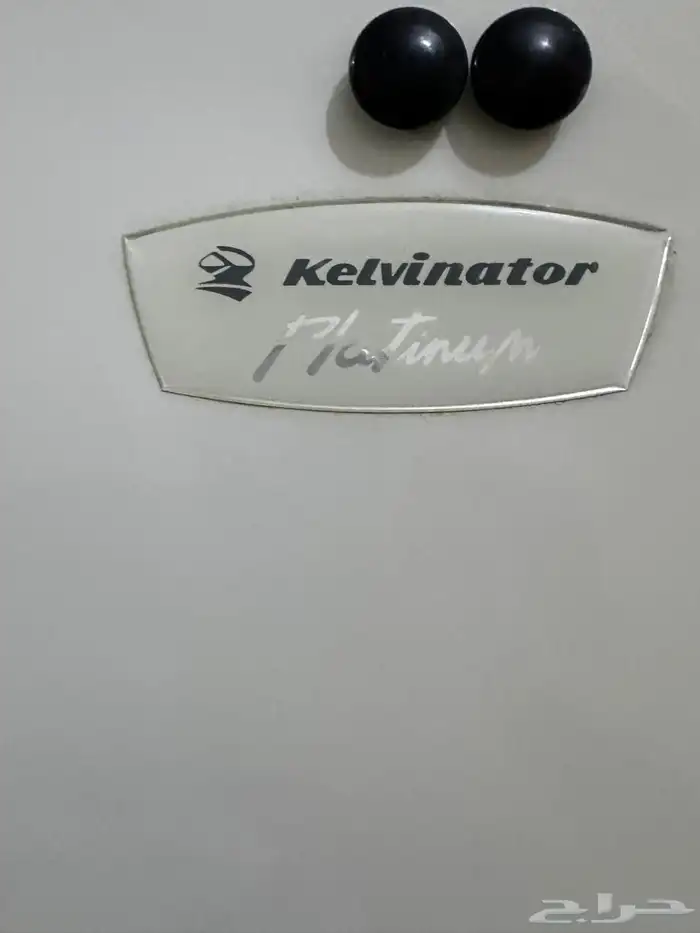 Kelvinator
Platinum
حراج